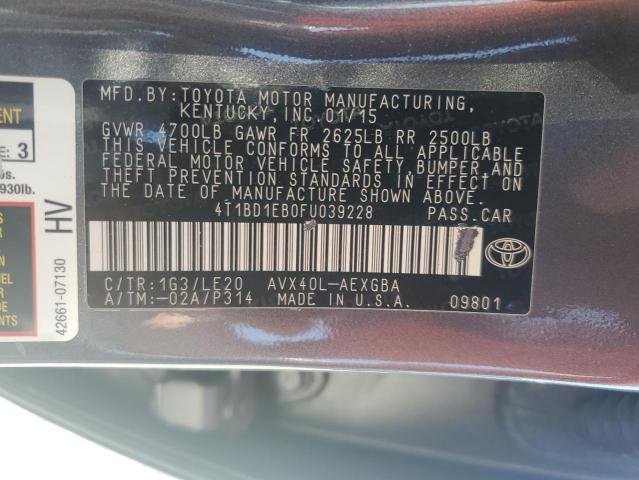 MFD.BY: TOYOTA MOTOR MANUFACTURING,
KENTUCKY, INC. 01/15
GVWR 4700LB GAWR FR 2625LB RR 2500LB
THIS VEHICLE CONFORMS TO ALL APPLICABLE
FEDERAL MOTOR VEHICLE SAFETY, BUMPER, AND
THEFT PREVENTION STANDARDS IN EFFECT ON
THE DATE OF MANUFACTURE SHOWN ABOVE.
4T1BD1EB0FU039228 PASS.CAR
C/TR: 1G3/LE20 AVX40L-AEXGBA
A/TM: -02A/P314 MADE IN U.S.A. 09801
TOYOTA
E: 3
930lb.
HV
42661-07130